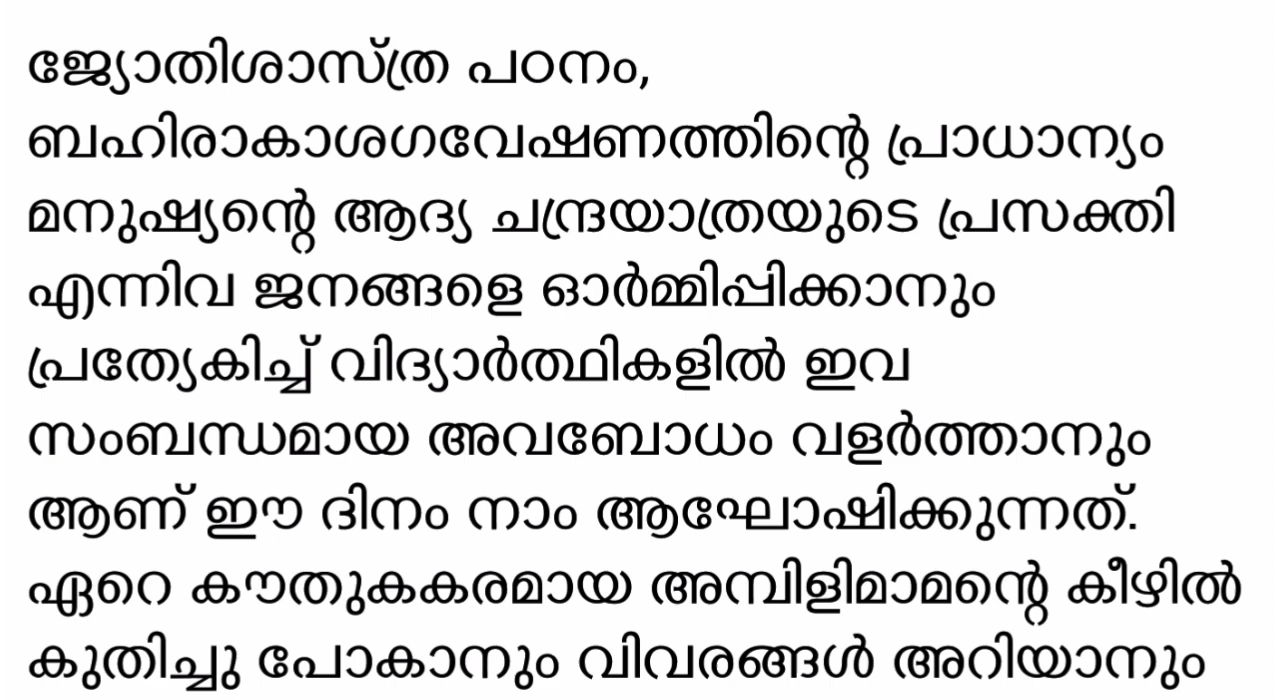 ജ്യോതിശാസ്ത്ര പഠനം,
ബഹിരാകാശഗവേഷണത്തിന്റെ പ്രാധാന്യം
മനുഷ്യന്റെ ആദ്യ ചന്ദ്രയാത്രയുടെ പ്രസക്തി
എന്നിവ ജനങ്ങളെ ഓർമ്മിപ്പിക്കാനും
പ്രത്യേകിച്ച് വിദ്യാർത്ഥികളിൽ ഇവ
സംബന്ധമായ അവബോധം വളർത്താനും
ആണ് ഈ ദിനം നാം ആഘോഷിക്കുന്നത്.
ഏറെ കൗതുകകരമായ അമ്പിളിമാമന്റെ കീഴിൽ
കുതിച്ചു പോകാനും വിവരങ്ങൾ അറിയാനും